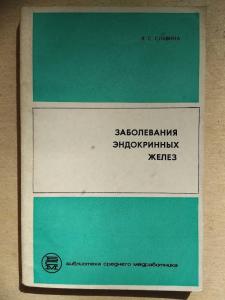 Л. С. СЛАВИНА
ЗАБОЛЕВАНИЯ
ЭНДОКРИННЫХ
ЖЕЛЕЗ
библиотека среднего медработника